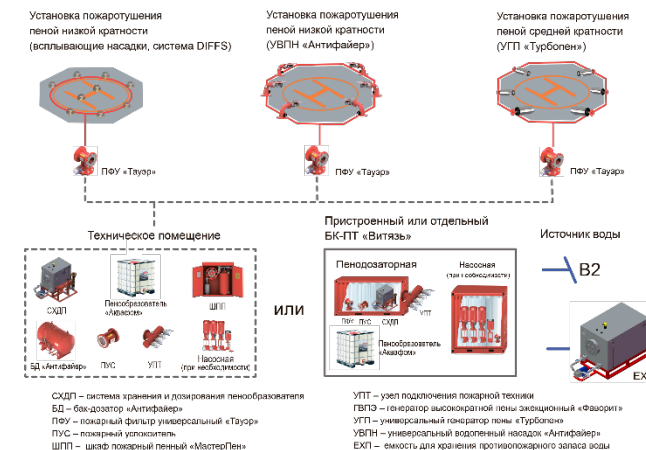 Установка пожаротушения
пеной низкой кратности
(всплывающие насадки, система DIFFS)
Установка пожаротушения
пеной низкой кратности
(УВПН «Антифайер»)
Установка пожаротушения
пеной средней кратности
(УГП «Турбопен»)
ПФУ «Тауэр»
ПФУ «Тауэр»
ПФУ «Тауэр»
Техническое помещение
СХДП
Пенообразователь
«Аквафом»
ШПП
БД «Антифайер»
ПУС
УПТ
Насосная
(при необходимости)
ИЛИ
Пристроенный или отдельный
БК-ПТ «Витязь»
Пенодозаторная
Насосная
(при необходимости)
ПФУ
ПУС
СХДП
УПТ
Пенообразователь
«Аквафом»
Источник воды
В2
ЕХ
СХДП – система хранения и дозирования пенообразователя
БД – бак-дозатор «Антифайер»
ПФУ – пожарный фильтр универсальный «Тауэр»
ПУС – пожарный успокоитель
ШПП – шкаф пожарный пенный «МастерПен»
УПТ – узел подключения пожарной техники
ГВПЭ – генератор высокократной пены эжекционный «Фаворит»
УГП – универсальный генератор пены «Турбопен»
УВПН – универсальный водопенный насадок «Антифайер»
ЕХП – емкость для хранения противопожарного запаса воды